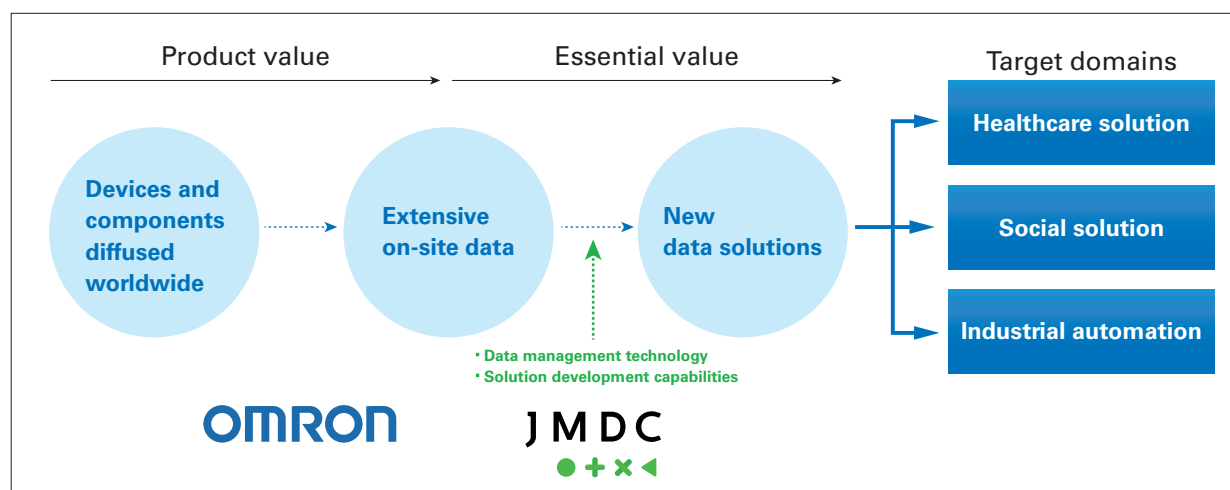 Product value
Essential value
Target domains
Devices and
components
diffused
worldwide
Extensive
on-site data
New
data solutions
Healthcare solution
Social solution
Industrial automation
・Data management technology
・Solution development capabilities
OMRON
JMDC